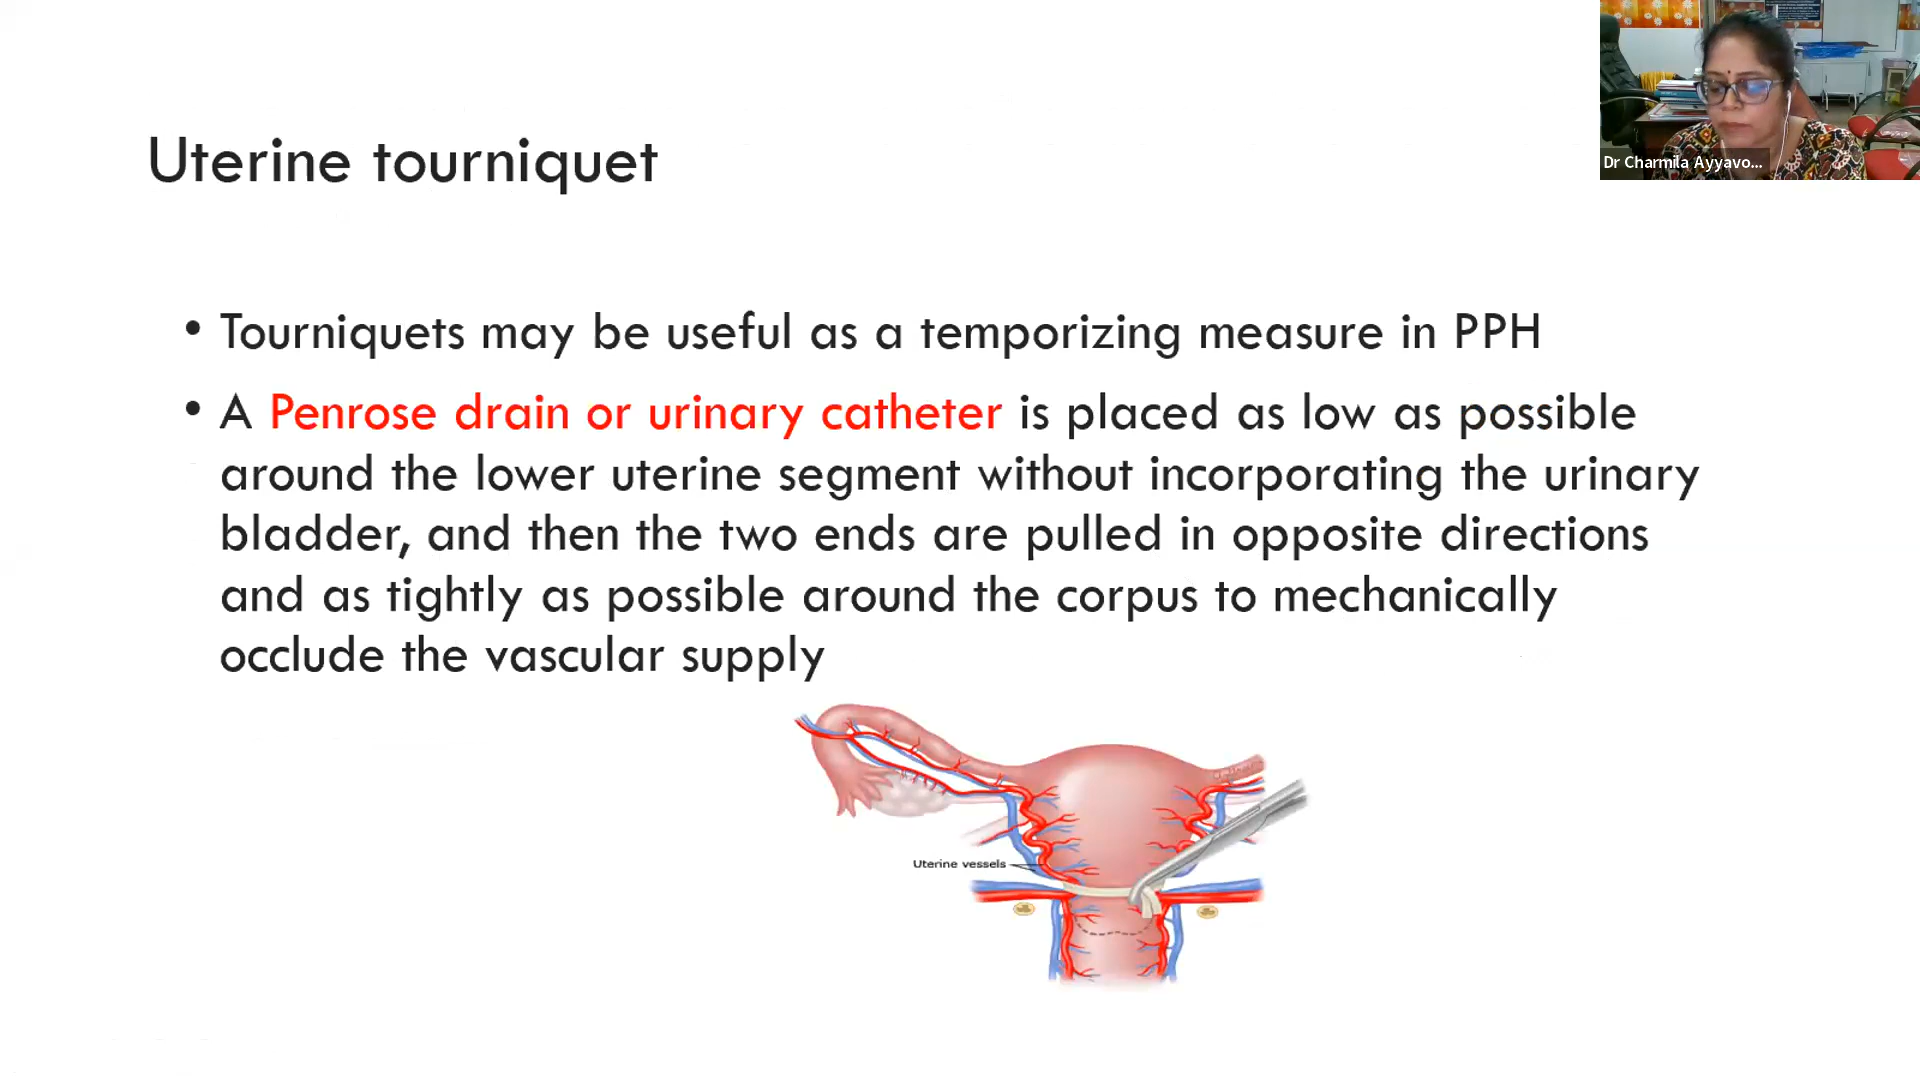 Uterine tourniquet
Dr Charmila Ayyavo...
• Tourniquets may be useful as a temporizing measure in PPH
• A Penrose drain or urinary catheter is placed as low as possible
around the lower uterine segment without incorporating the urinary
bladder, and then the two ends are pulled in opposite directions
and as tightly as possible around the corpus to mechanically
occlude the vascular supply
Uterine vessels